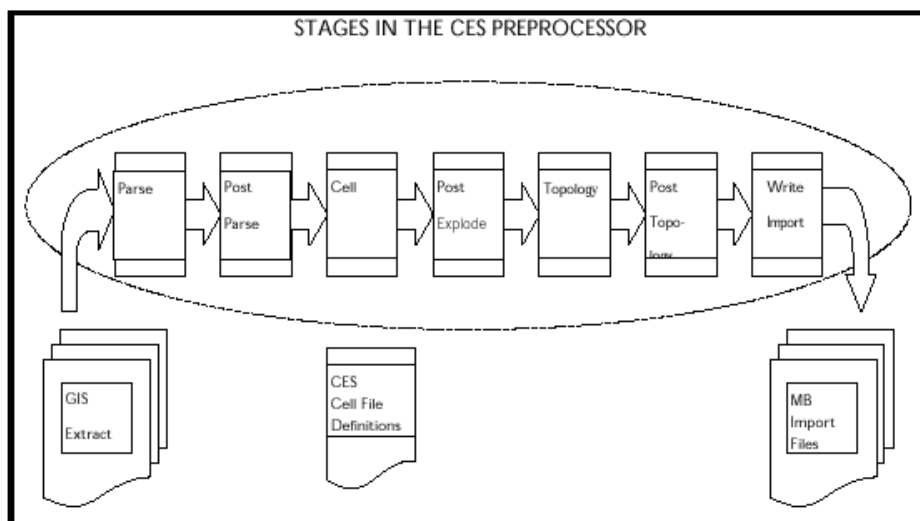 STAGES IN THE CES PREPROCESSOR
Parse
Post
Parse
Cell
Post
Explode
Topology
Post
Topo-
Write
Import
GIS
Extract
CES
Cell File
Definitions
MB
Import
Files